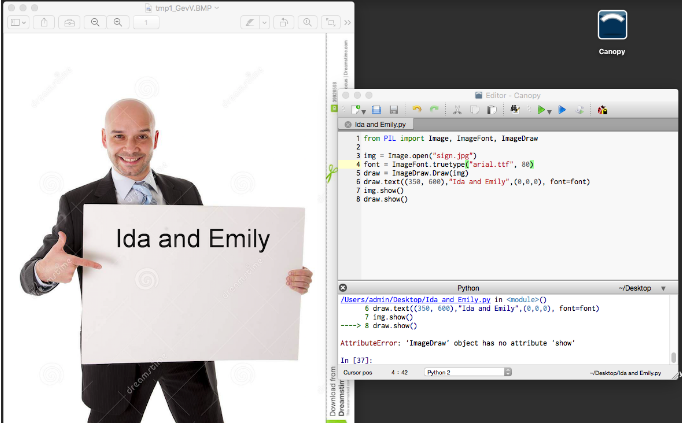 tmp1_GevV.BMP
1
dreamstime
Ida and Emily
Download from
Dreamstime.com
Canopy
Editor - Canopy
Ida and Emily.py
1 from PIL import Image, ImageFont, ImageDraw
2
3 img = Image.open("sign.jpg")
4 font = ImageFont.truetype("arial.ttf", 80)
5 draw = ImageDraw.Draw(img)
6 draw.text((350, 600),"Ida and Emily",(0,0,0), font=font)
7 img.show()
8 draw.show()
Python
~/Desktop
/Users/admin/Desktop/Ida and Emily.py in <module>()
6 draw.text((350, 600),"Ida and Emily",(0,0,0), font=font)
7 img.show()
----> 8 draw.show()
AttributeError: 'ImageDraw' object has no attribute 'show'
In [37]:
Cursor pos 4 : 42 Python 2 ~/Desktop/Ida and Emily.py